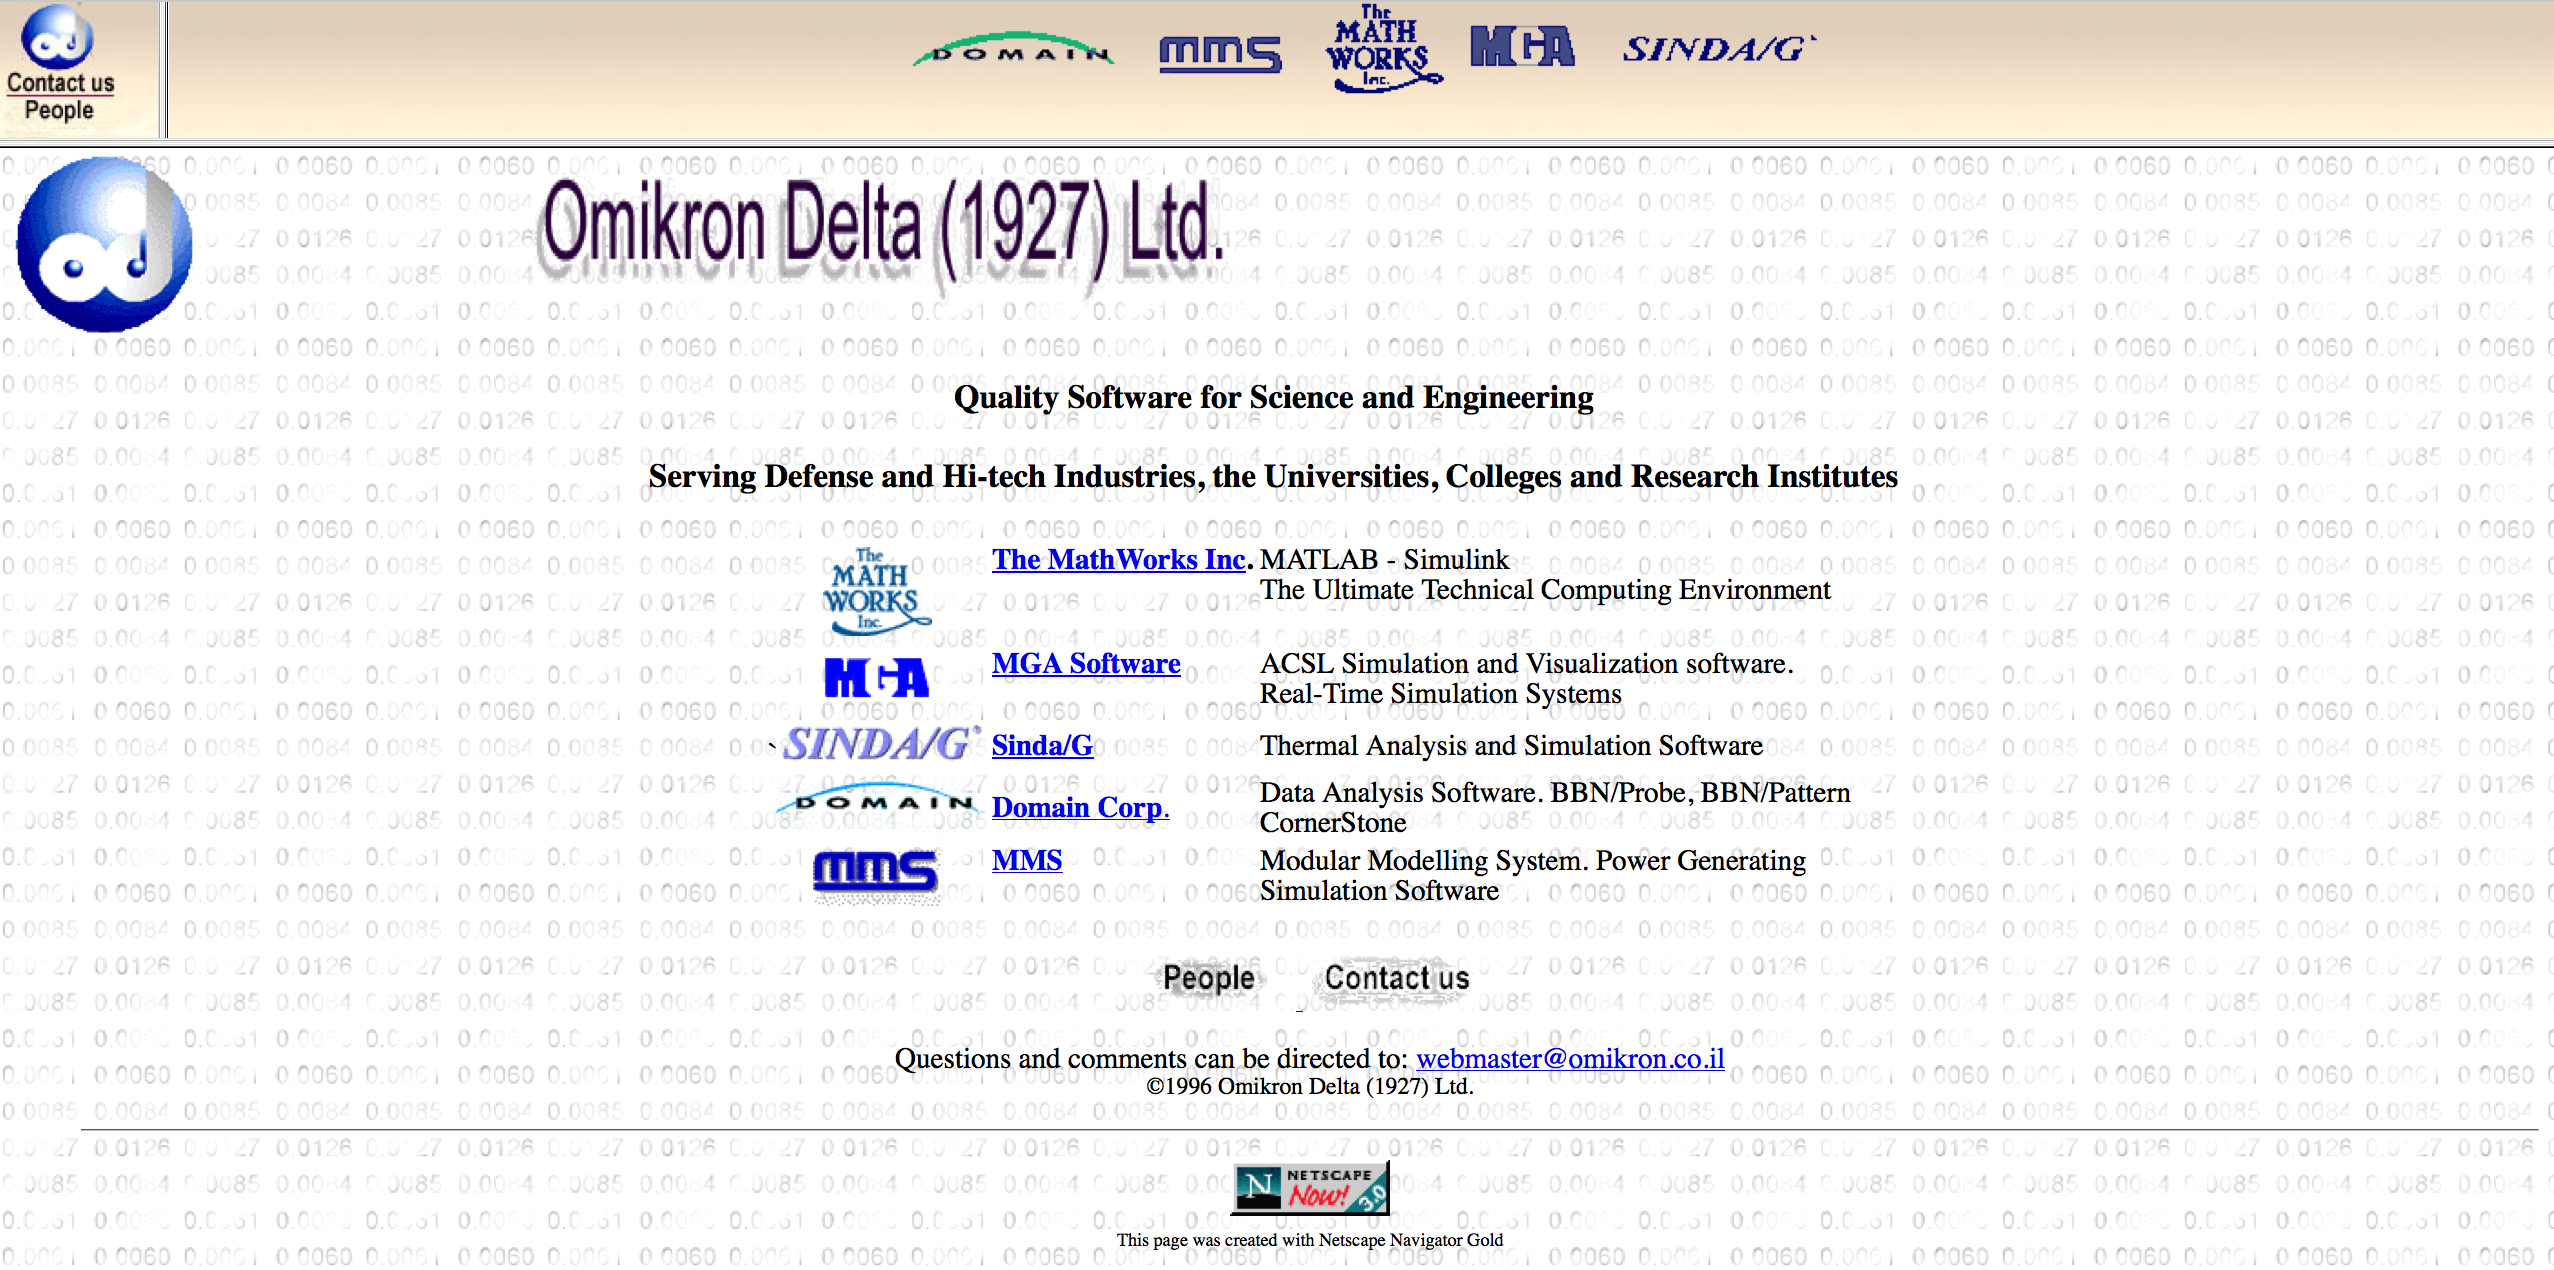 Contact us
People
DOMAIN
mms
The
MATH
WORKS
Inc.
MGA
SINDA/G
Omikron Delta (1927) Ltd.
Quality Software for Science and Engineering
Serving Defense and Hi-tech Industries, the Universities, Colleges and Research Institutes
The
MATH
WORKS
Inc.
The MathWorks Inc. MATLAB - Simulink
The Ultimate Technical Computing Environment
MGA
MGA Software
ACSL Simulation and Visualization software.
Real-Time Simulation Systems
` SINDA/G®
Sinda/G
Thermal Analysis and Simulation Software
DOMAIN
Domain Corp.
Data Analysis Software. BBN/Probe, BBN/Pattern
CornerStone
mms
MMS
Modular Modelling System. Power Generating
Simulation Software
People
Contact us
Questions and comments can be directed to: webmaster@omikron.co.il
©1996 Omikron Delta (1927) Ltd.
N NETSCAPE
Now! 3.0
This page was created with Netscape Navigator Gold